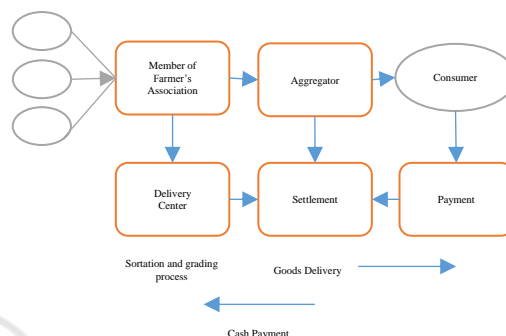 Member of
Farmer's
Association
Aggregator
Consumer
Delivery
Center
Settlement
Payment
Sortation and grading
process
Goods Delivery
Cash Payment